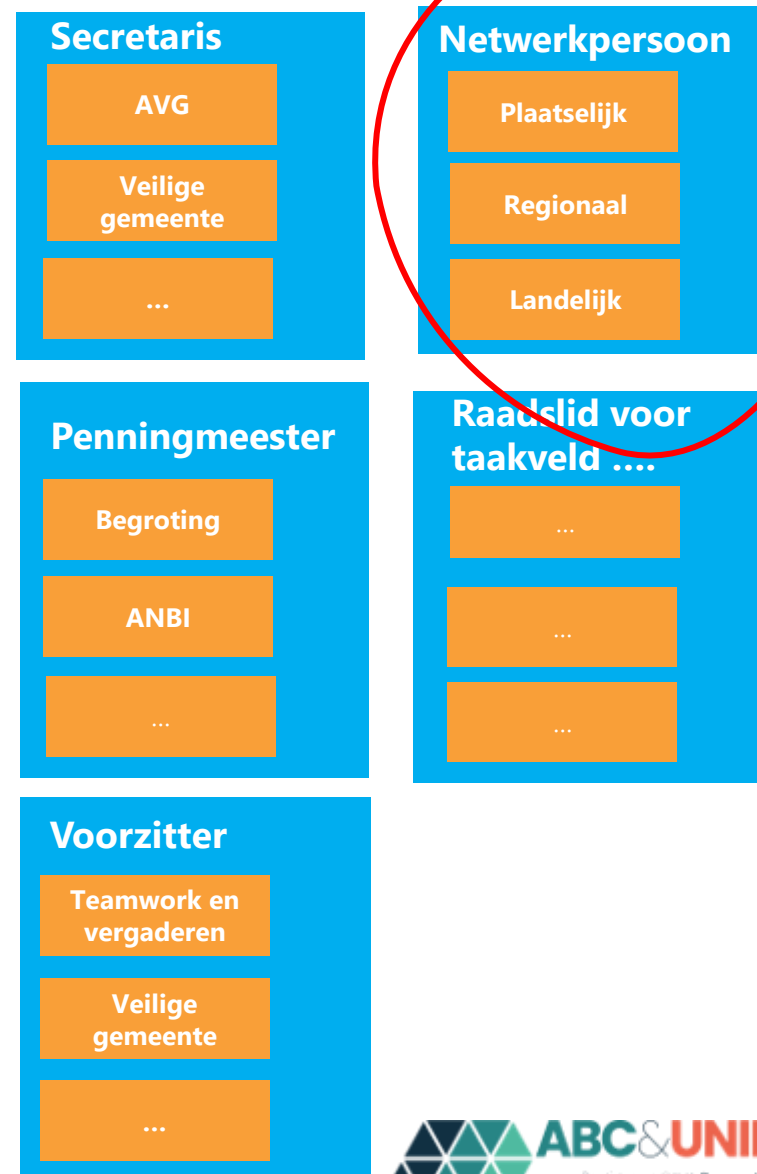 Secretaris
AVG
Veilige
gemeente
...
Netwerkpersoon
Plaatselijk
Regionaal
Landelijk
Penningmeester
Begroting
ANBI
...
Raadslid voor
taakveld ....
...
...
...
Voorzitter
Teamwork en
vergaderen
Veilige
gemeente
...
ABC&UNI